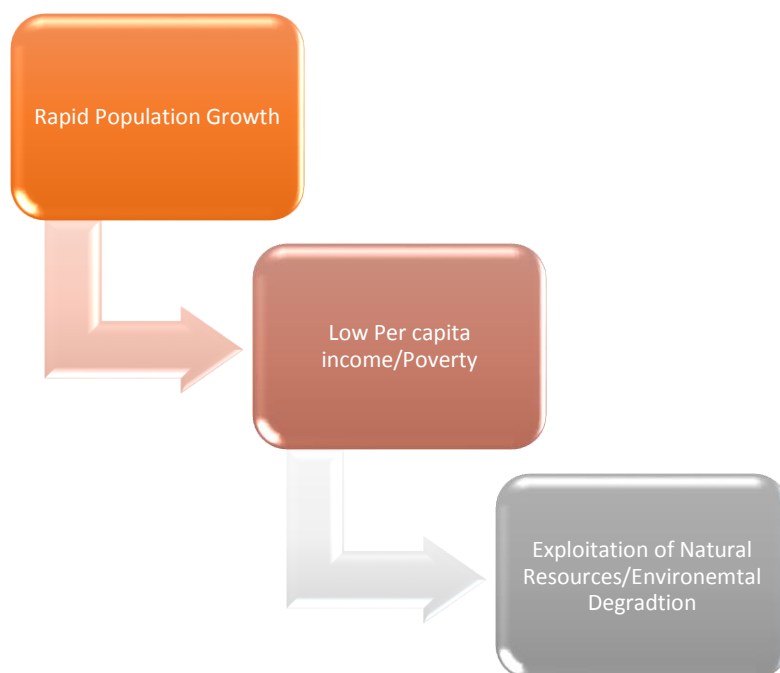 Rapid Population Growth
Low Per capita
income/Poverty
Exploitation of Natural
Resources/Environemtal
Degradtion